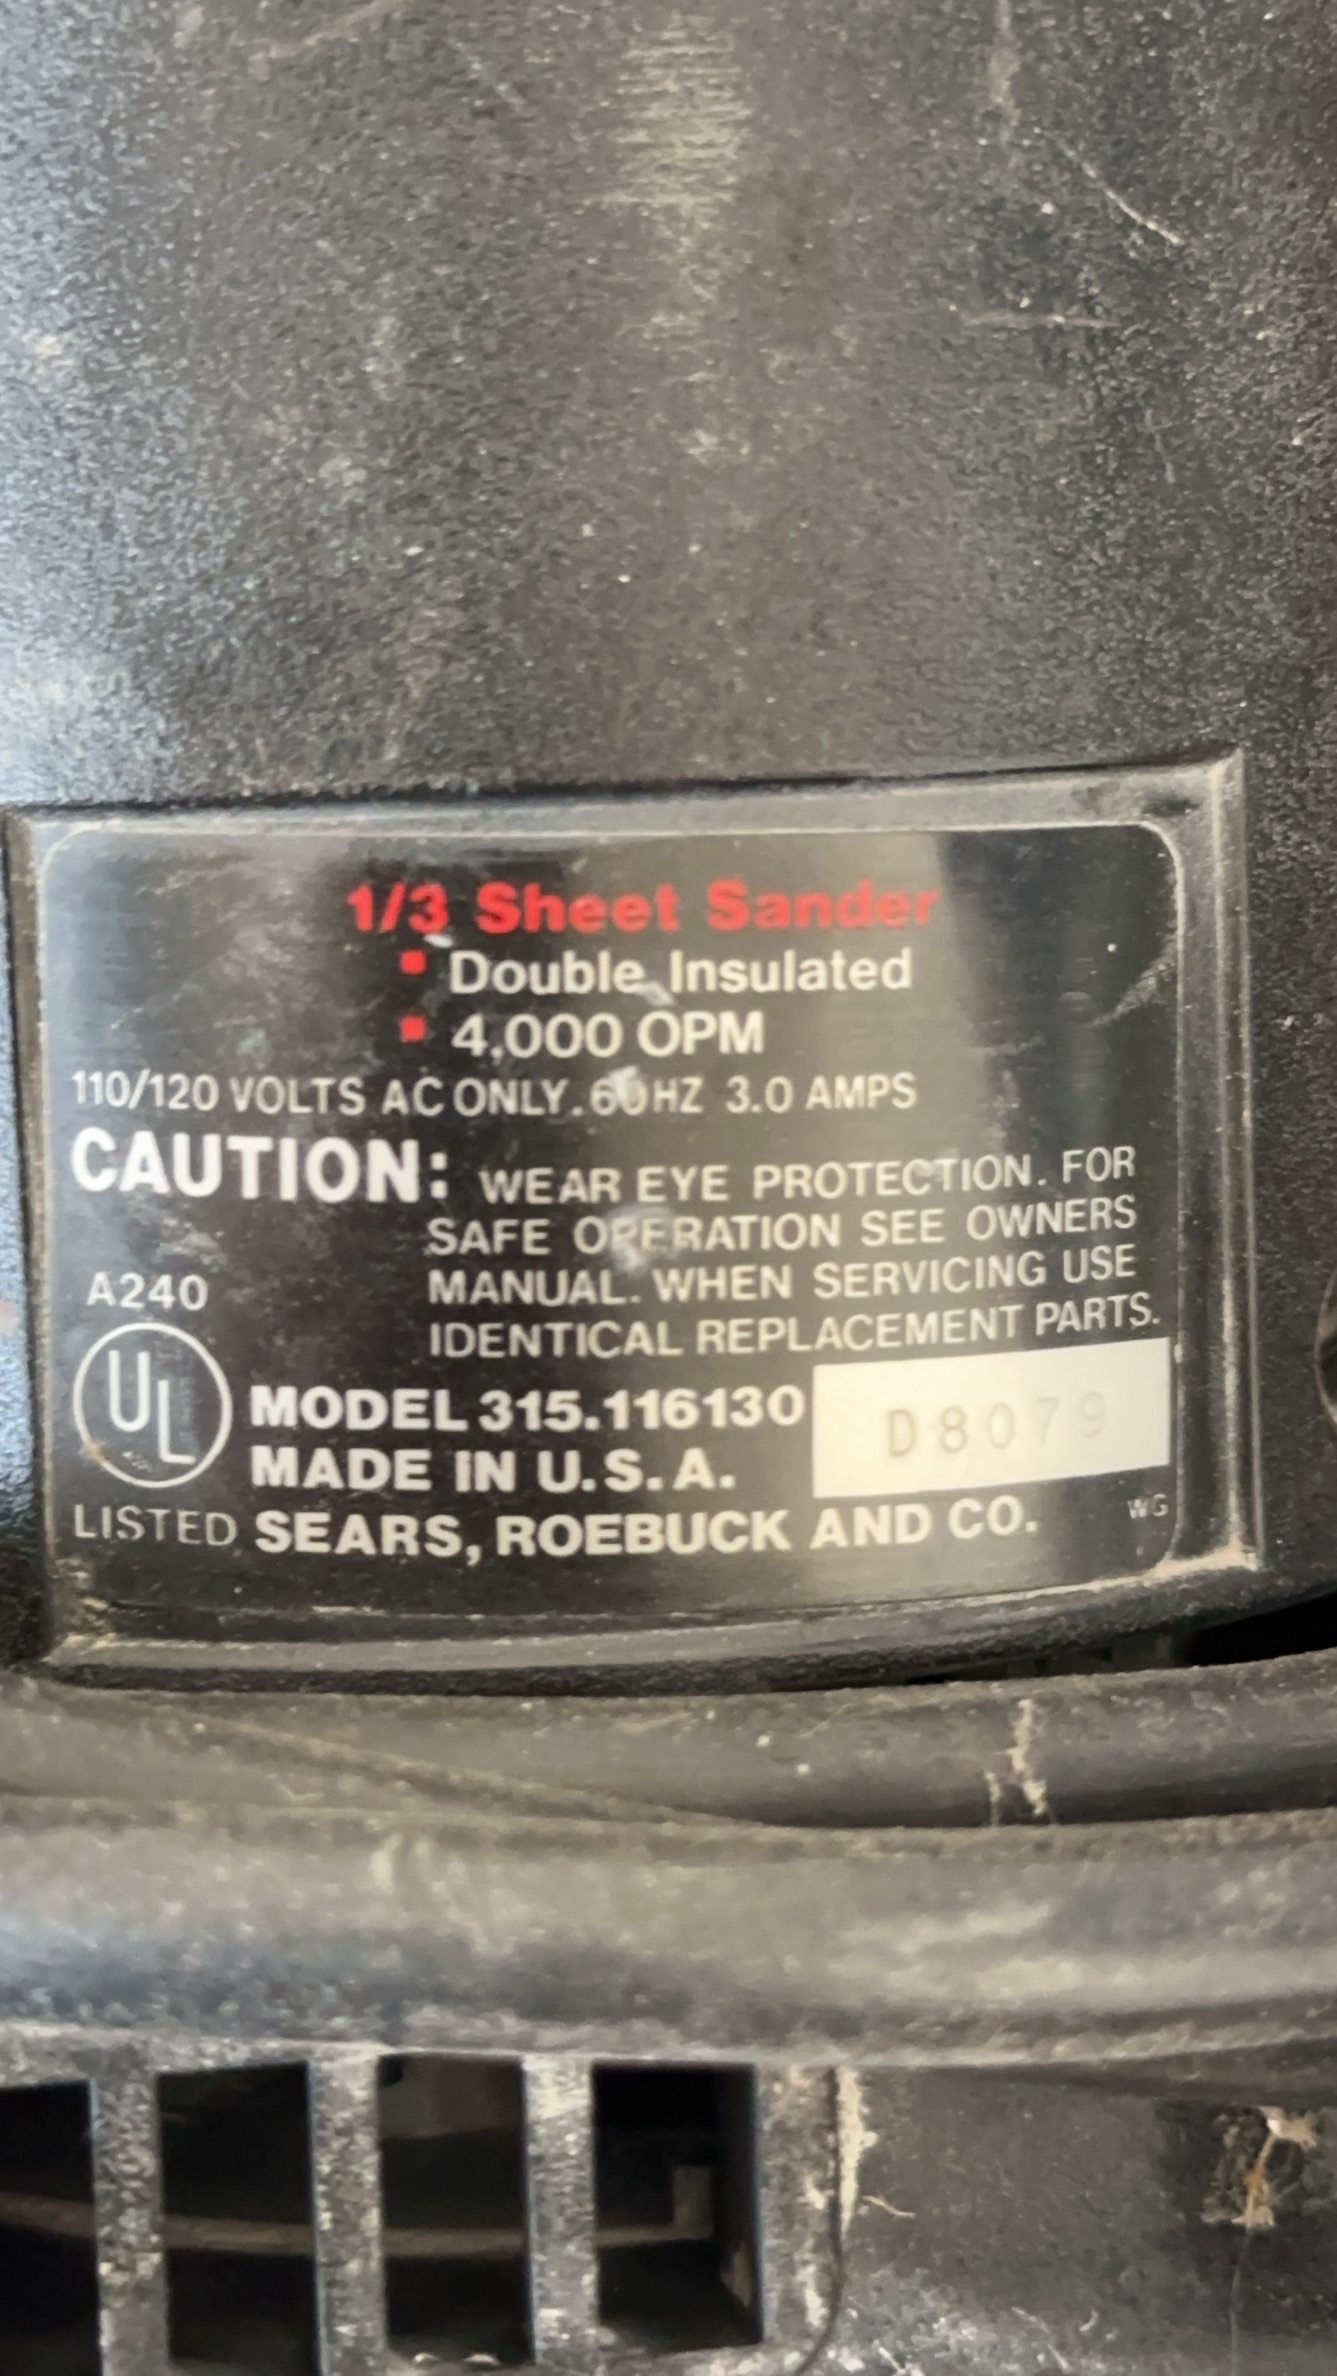 1/3 Sheet Sander
▪ Double Insulated
▪ 4,000 OPM
110/120 VOLTS AC ONLY. 60 HZ 3.0 AMPS
CAUTION: WEAR EYE PROTECTION. FOR
SAFE OPERATION SEE OWNERS
MANUAL. WHEN SERVICING USE
IDENTICAL REPLACEMENT PARTS.
A240
UL
LISTED
MODEL 315.116130
D8079
MADE IN U.S.A.
SEARS, ROEBUCK AND CO.
WG